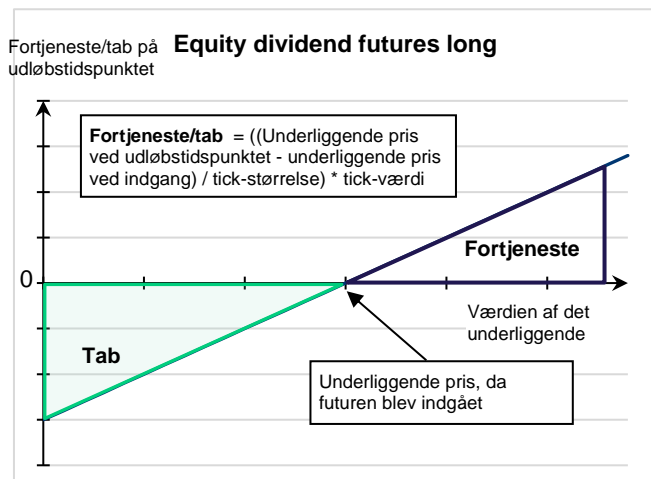 Fortjeneste/tab på
udløbstidspunktet
Equity dividend futures long
Fortjeneste/tab = ((Underliggende pris
ved udløbstidspunktet - underliggende pris
ved indgang) / tick-størrelse) * tick-værdi
Fortjeneste
0
Værdien af det
underliggende
Tab
Underliggende pris, da
futuren blev indgået